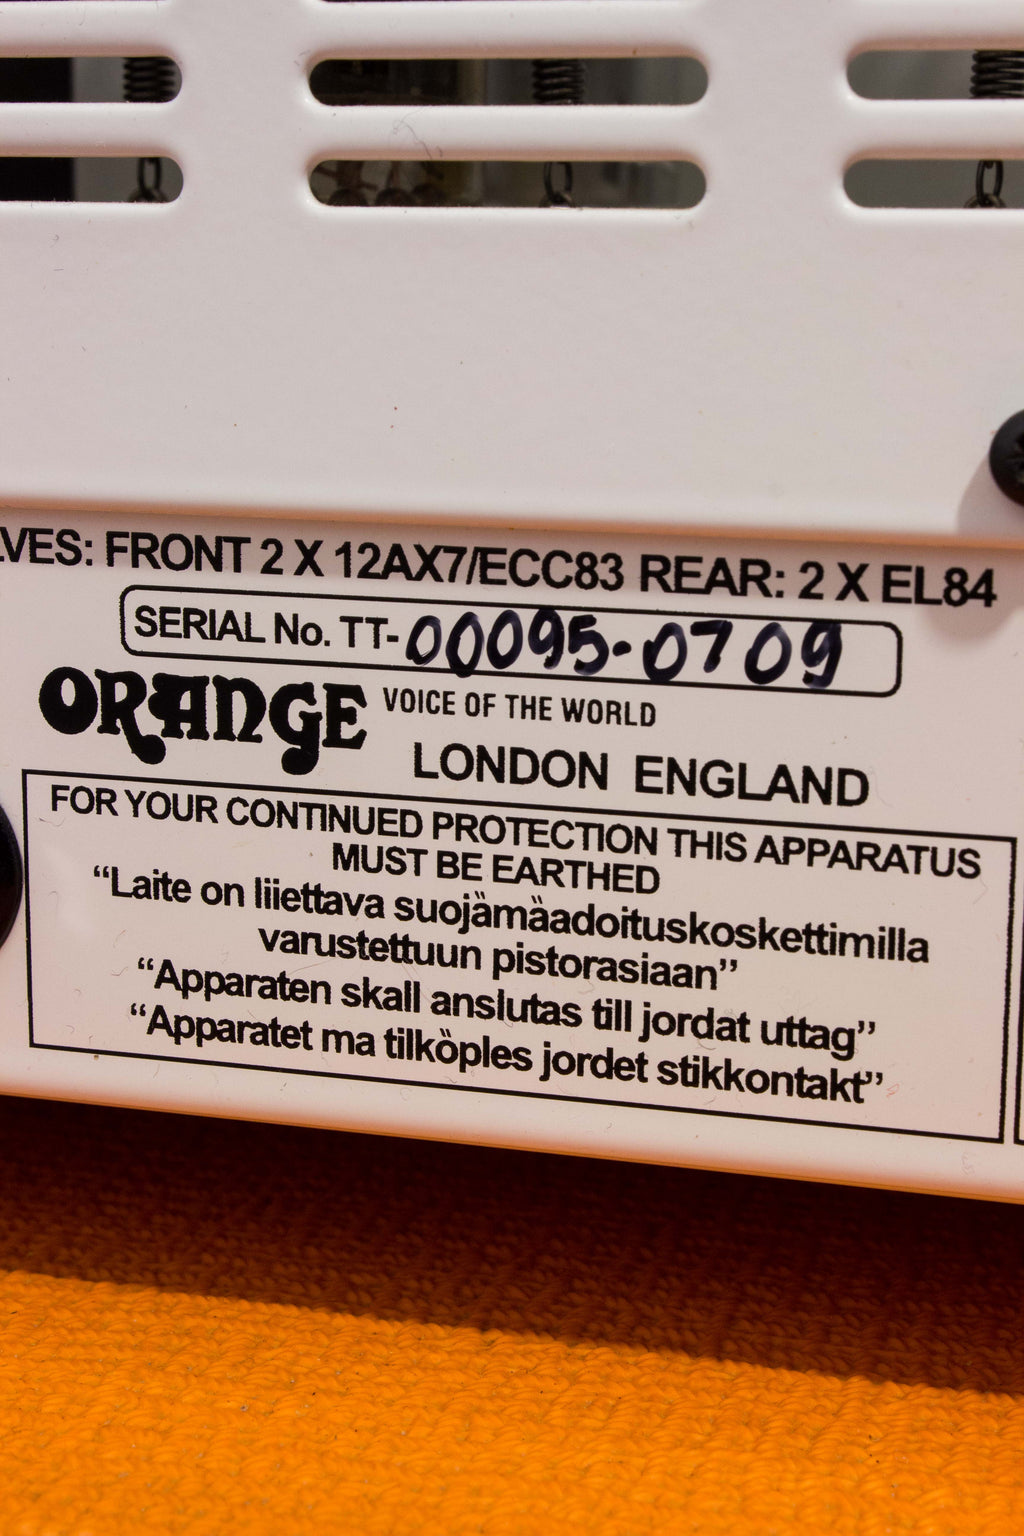 LVES: FRONT 2 X 12AX7/ECC83 REAR: 2 X EL84
SERIAL No. TT-00095-0709
ORANGE VOICE OF THE WORLD
LONDON ENGLAND
FOR YOUR CONTINUED PROTECTION THIS APPARATUS
MUST BE EARTHED
“Laite on liiettava suojämäadoituskoskettimilla
varustettuun pistorasiaan”
“Apparaten skall anslutas till jordat uttag”
“Apparatet ma tilköples jordet stikkontakt”